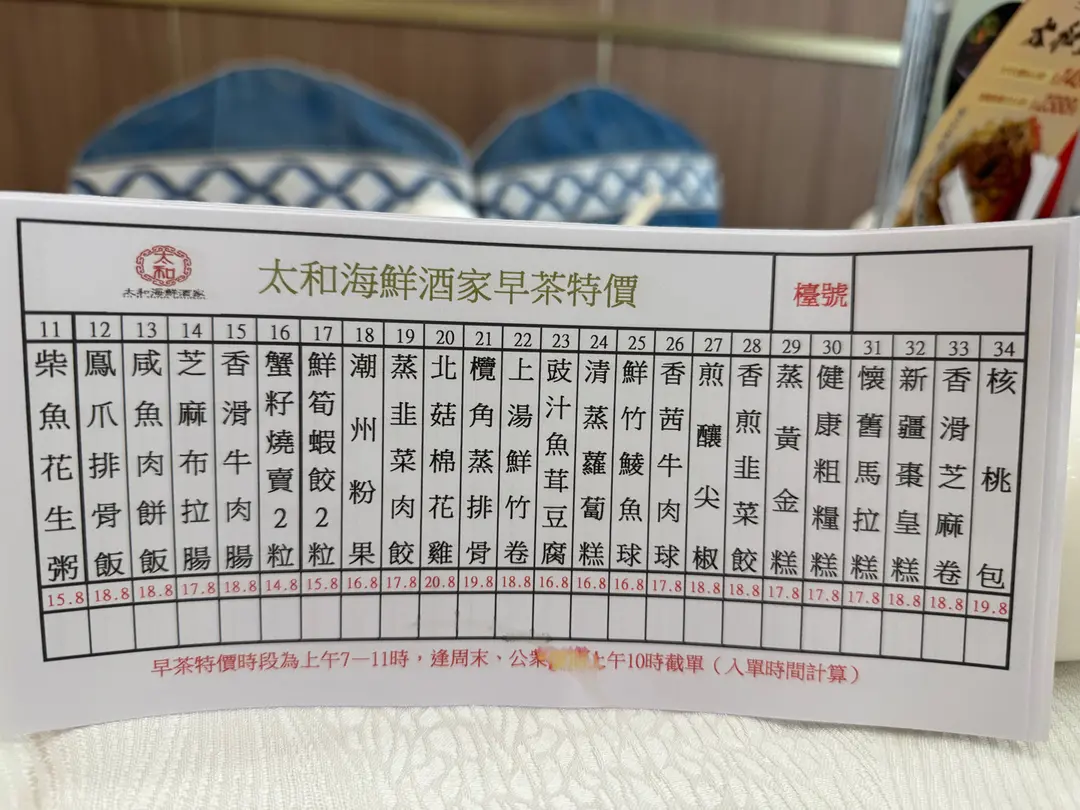 太和
太和海鮮酒家
太和海鮮酒家早茶特價
檯號
11 12 13 14 15 16 17 18 19 20 21 22 23 24 25 26 27 28 29 30 31 32 33 34
柴魚花生粥
鳳爪排骨飯
咸魚肉餅飯
芝麻布拉腸
香滑牛肉腸
蟹籽燒賣2粒
鮮筍蝦餃2粒
潮州粉果
蒸韭菜肉餃
北菇棉花雞
欖角蒸排骨
上湯鮮竹卷
豉汁魚茸豆腐
清蒸蘿蔔糕
鮮竹鯪魚球
香茜牛肉球
煎釀尖椒
香煎韭菜餃
蒸黃金糕
健康粗糧糕
懷舊馬拉糕
新疆棗皇糕
香滑芝麻卷
核桃包
15.8 18.8 18.8 17.8 18.8 14.8 15.8 16.8 17.8 20.8 19.8 18.8 16.8 16.8 16.8 17.8 18.8 18.8 17.8 17.8 17.8 18.8 18.8 19.8
早茶特價時段為上午7—11時，逢周末、公眾上午10時截單（入單時間計算）